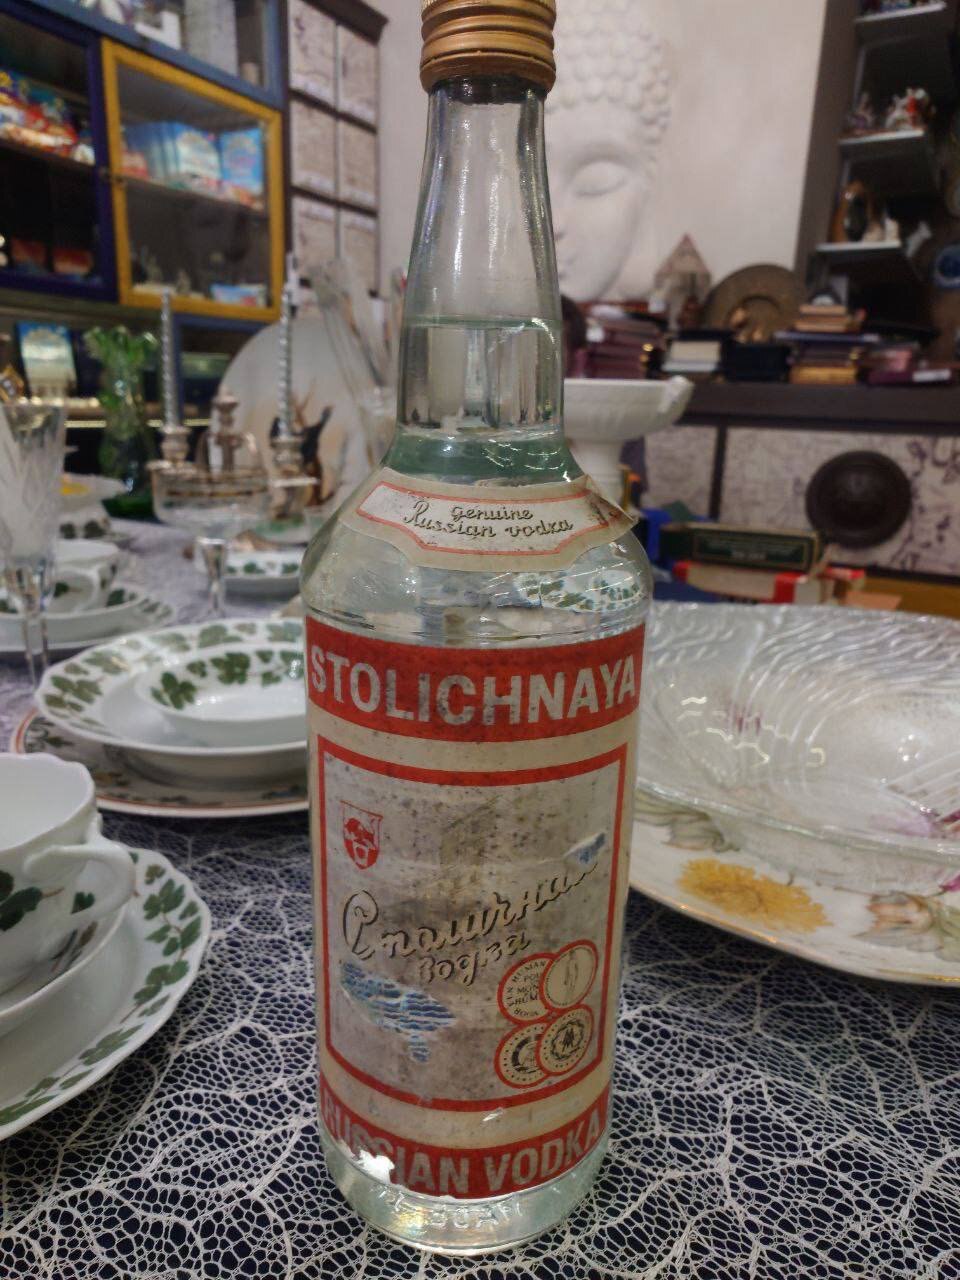 genuine
Russian vodka
STOLICHNAYA
Столичная
водка
RUSSIAN VODKA